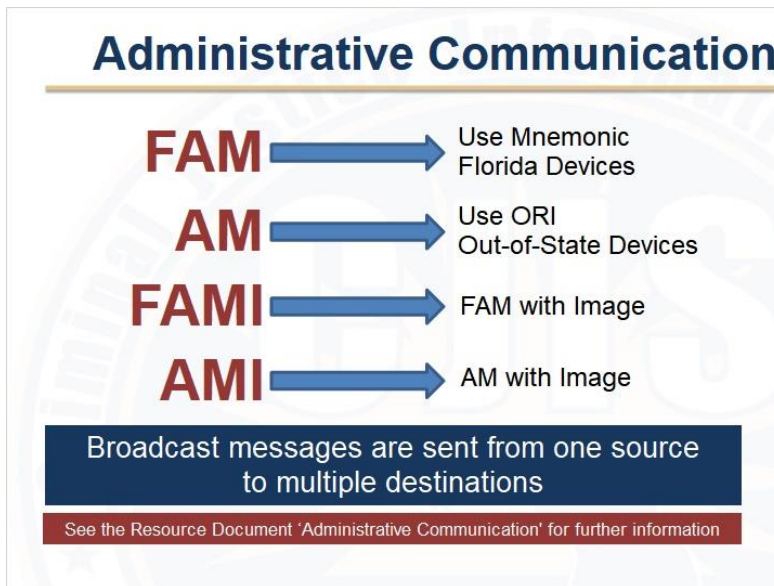 Administrative Communication
FAM
Use Mnemonic
Florida Devices
AM
Use ORI
Out-of-State Devices
FAMI
FAM with Image
AMI
AM with Image
Broadcast messages are sent from one source
to multiple destinations
See the Resource Document ‘Administrative Communication' for further information
CJIS